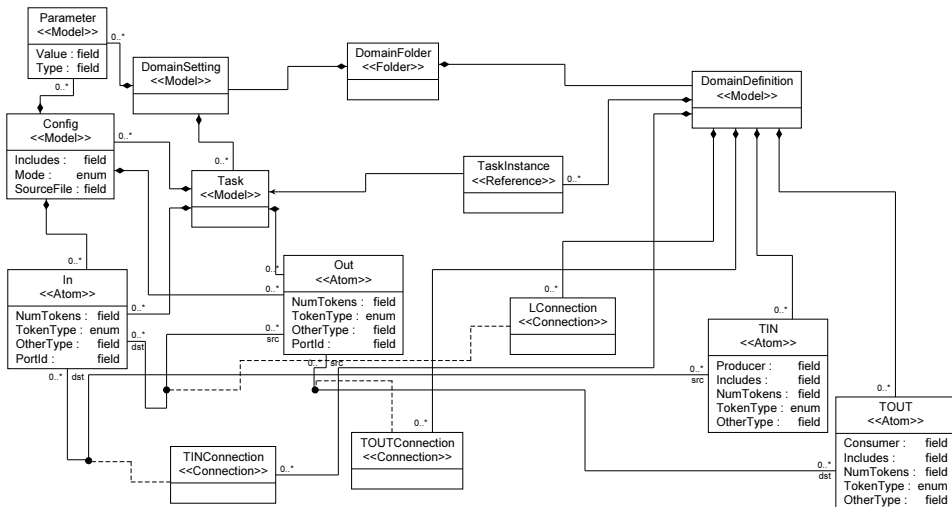 Parameter
<<Model>>
Value : field
Type : field
0..*
0..*
DomainSetting
<<Model>>
DomainFolder
<<Folder>>
DomainDefinition
<<Model>>
Config
<<Model>>
Includes : field
Mode : enum
SourceFile : field
0..*
0..*
Task
<<Model>>
TaskInstance
<<Reference>>
0..*
0..*
In
<<Atom>>
NumTokens : field
TokenType : enum
OtherType : field
PortId : field
0..*
0..*
0..*
dst
0..*
dst
Out
<<Atom>>
NumTokens : field
TokenType : enum
OtherType : field
PortId : field
0..*
0..*
0..*
src
0..*
src
LConnection
<<Connection>>
0..*
TIN
<<Atom>>
Producer : field
Includes : field
NumTokens : field
TokenType : enum
OtherType : field
0..*
0..*
src
TOUT
<<Atom>>
Consumer : field
Includes : field
NumTokens : field
TokenType : enum
OtherType : field
0..*
0..*
dst
TINConnection
<<Connection>>
0..*
TOUTConnection
<<Connection>>
0..*